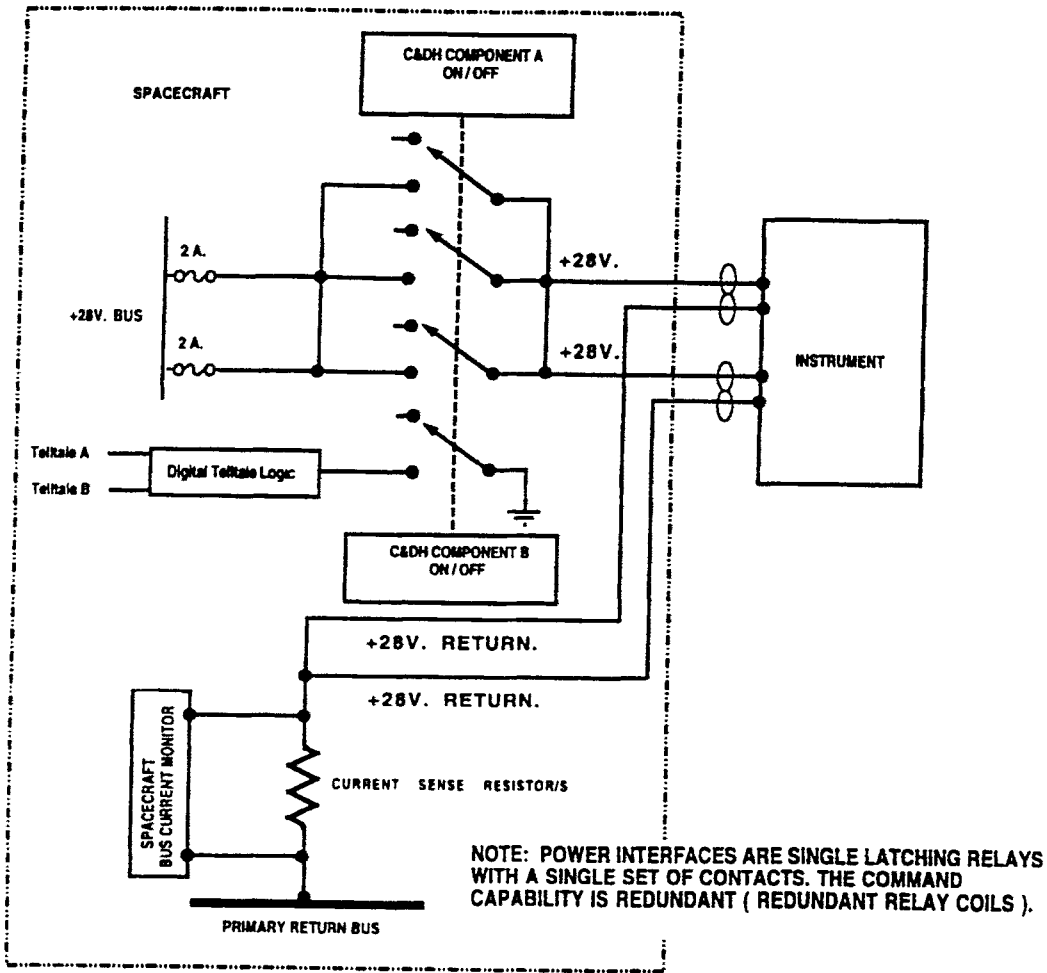 C&DH COMPONENT A
ON / OFF
SPACECRAFT
2 A.
+28V.
+28V. BUS
2 A.
+28V.
INSTRUMENT
Telltale A
Digital Telltale Logic
Telltale B
C&DH COMPONENT B
ON / OFF
+28V. RETURN.
+28V. RETURN.
SPACECRAFT
BUS CURRENT MONITOR
CURRENT SENSE RESISTOR/S
NOTE: POWER INTERFACES ARE SINGLE LATCHING RELAYS
WITH A SINGLE SET OF CONTACTS. THE COMMAND
CAPABILITY IS REDUNDANT ( REDUNDANT RELAY COILS ).
PRIMARY RETURN BUS